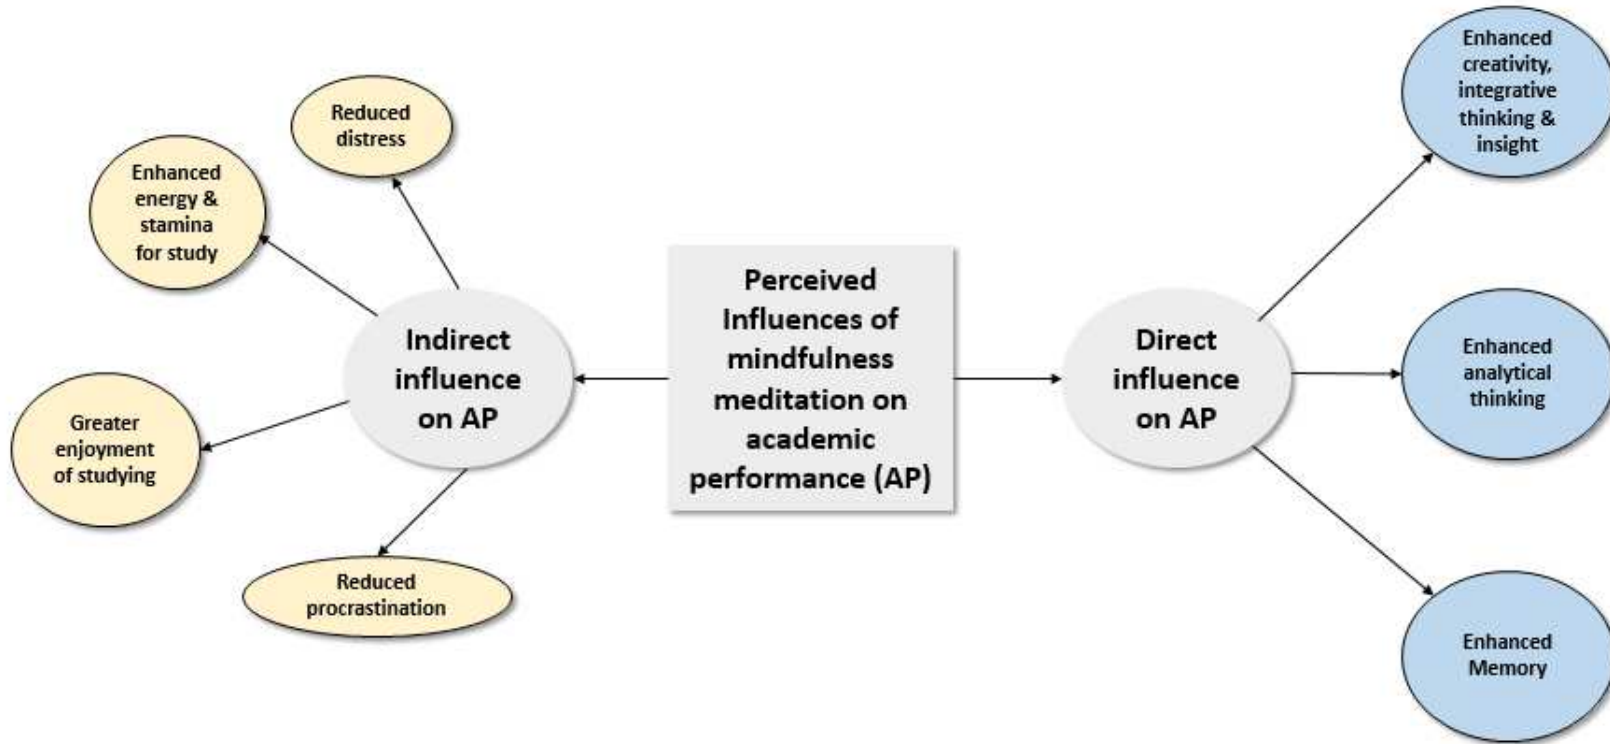 Reduced
distress
Enhanced
energy &
stamina
for study
Greater
enjoyment
of studying
Reduced
procrastination
Indirect
influence
on AP
Perceived
Influences of
mindfulness
meditation on
academic
performance (AP)
Direct
influence
on AP
Enhanced
creativity,
integrative
thinking &
insight
Enhanced
analytical
thinking
Enhanced
Memory